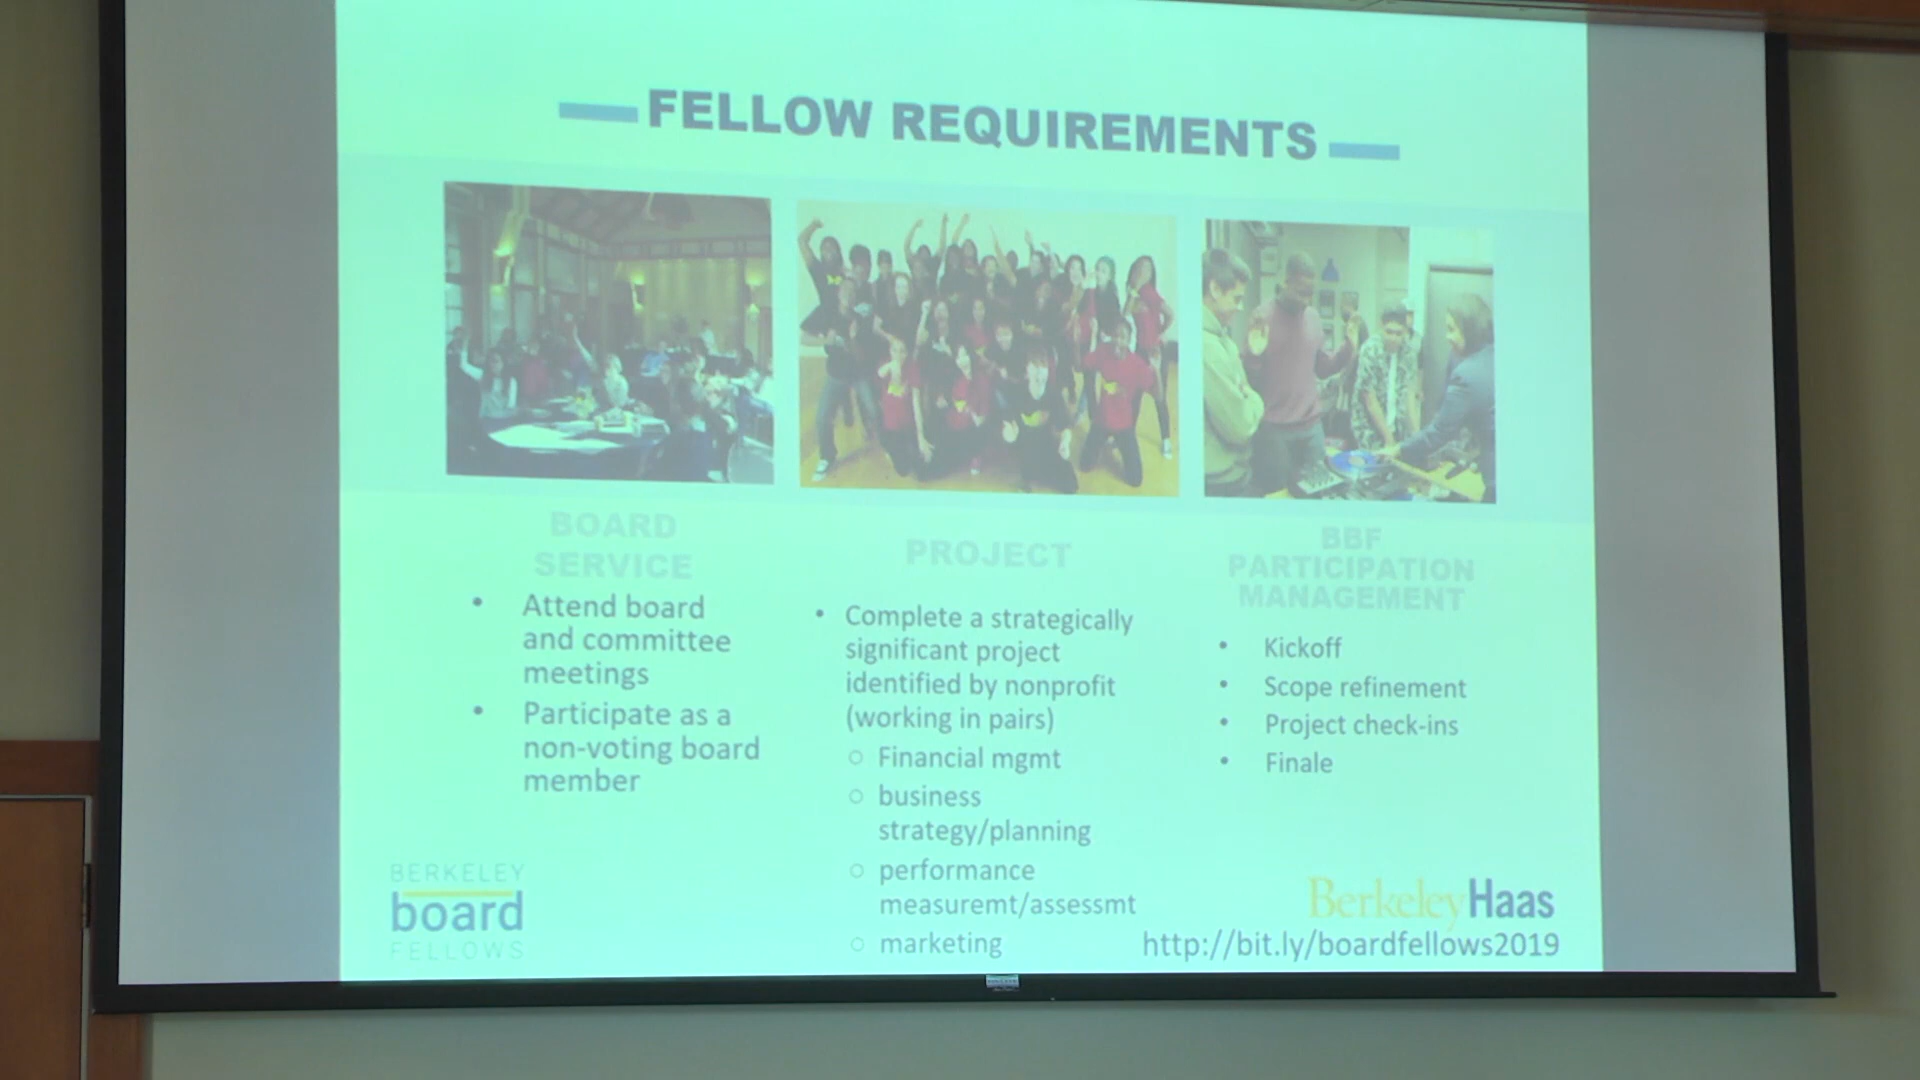 FELLOW REQUIREMENTS
BOARD
SERVICE
• Attend board
and committee
meetings
• Participate as a
non-voting board
member
PROJECT
• Complete a strategically
significant project
identified by nonprofit
(working in pairs)
○ Financial mgmt
○ business
strategy/planning
○ performance
measuremt/assessmt
○ marketing
BBF
PARTICIPATION
MANAGEMENT
• Kickoff
• Scope refinement
• Project check-ins
• Finale
BERKELEY
board
FELLOWS
BerkeleyHaas
http://bit.ly/boardfellows2019